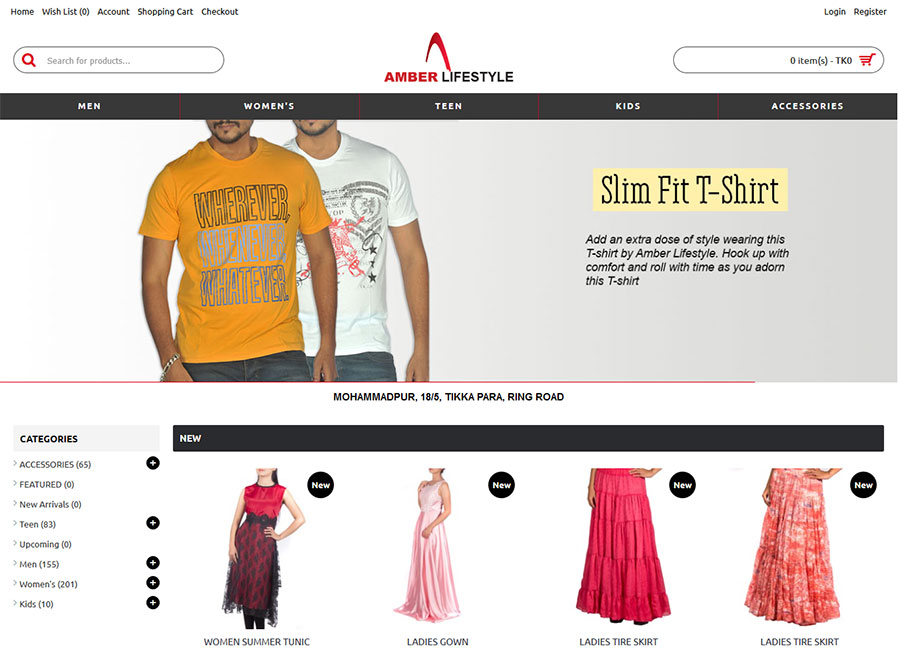 Home Wish List (0) Account Shopping Cart Checkout Login Register
Search for products...
AMBER LIFESTYLE
0 item(s) - TK0
MEN WOMEN'S TEEN KIDS ACCESSORIES
WHEREVER,
WHENEVER,
WHATEVER.
Slim Fit T-Shirt
Add an extra dose of style wearing this
T-shirt by Amber Lifestyle. Hook up with
comfort and roll with time as you adorn
this T-shirt
MOHAMMADPUR, 18/5, TIKKA PARA, RING ROAD
CATEGORIES
ACCESSORIES (65)
FEATURED (0)
New Arrivals (0)
Teen (83)
Upcoming (0)
Men (155)
Women's (201)
Kids (10)
NEW
New New New New
WOMEN SUMMER TUNIC LADIES GOWN LADIES TIRE SKIRT LADIES TIRE SKIRT